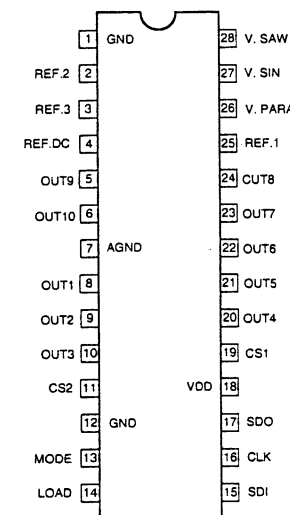 1 GND 28 V. SAW
REF.2 2 27 V. SIN
REF.3 3 26 V. PARA
REF.DC 4 25 REF.1
OUT9 5 24 CUT8
OUT10 6 23 OUT7
7 AGND 22 OUT6
OUT1 8 21 OUT5
OUT2 9 20 OUT4
OUT3 10 19 CS1
CS2 11 VDD 18
12 GND 17 SDO
MODE 13 16 CLK
LOAD 14 15 SDI